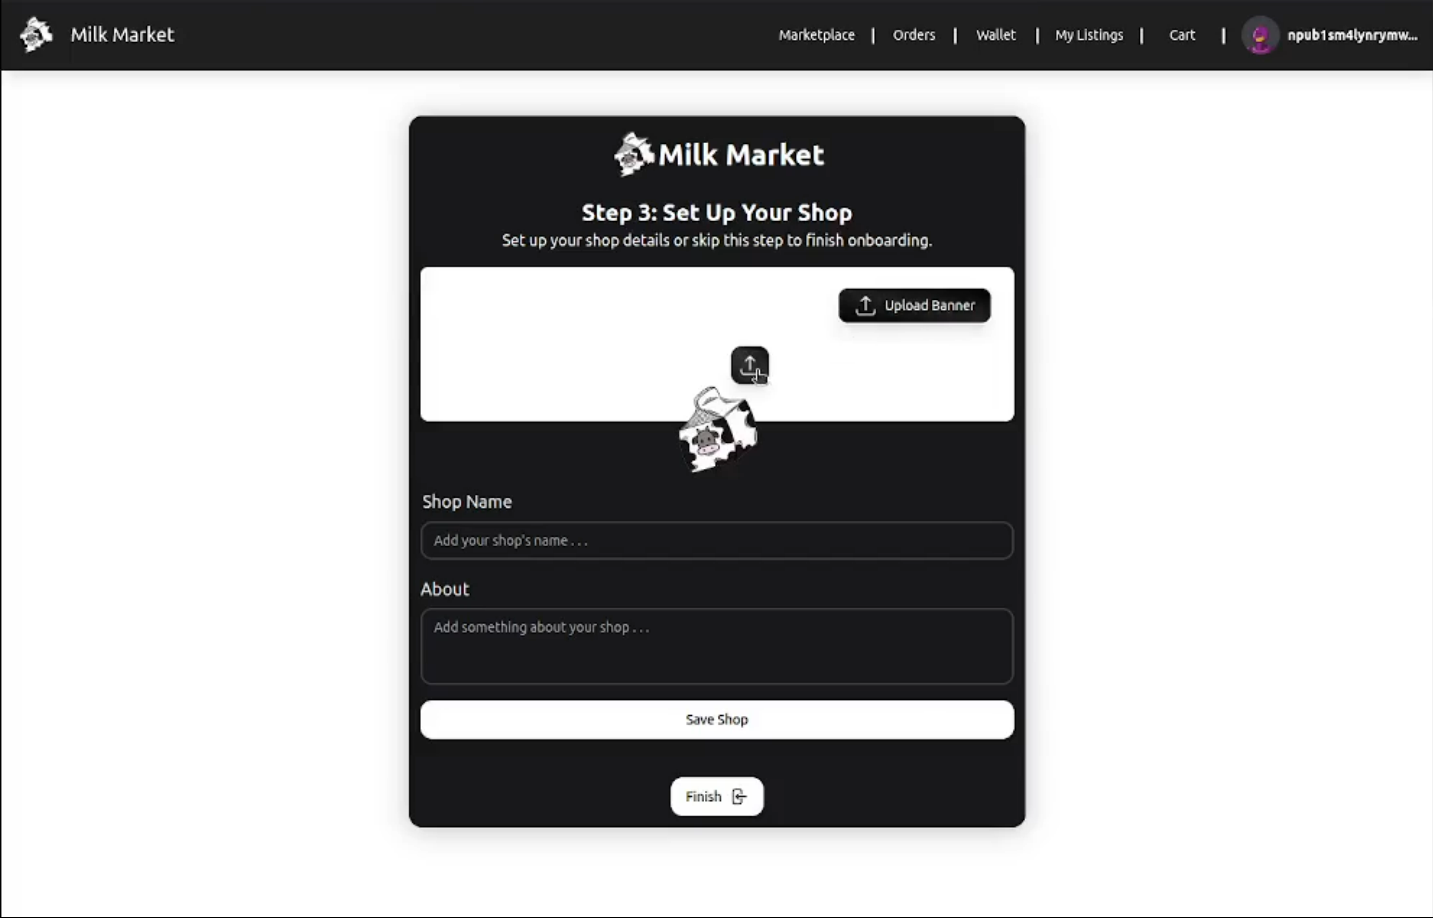 Milk Market
Marketplace | Orders | Wallet | My Listings | Cart | npub1sm4lynrymw...
Milk Market
Step 3: Set Up Your Shop
Set up your shop details or skip this step to finish onboarding.
Upload Banner
Shop Name
Add your shop's name . . .
About
Add something about your shop . . .
Save Shop
Finish